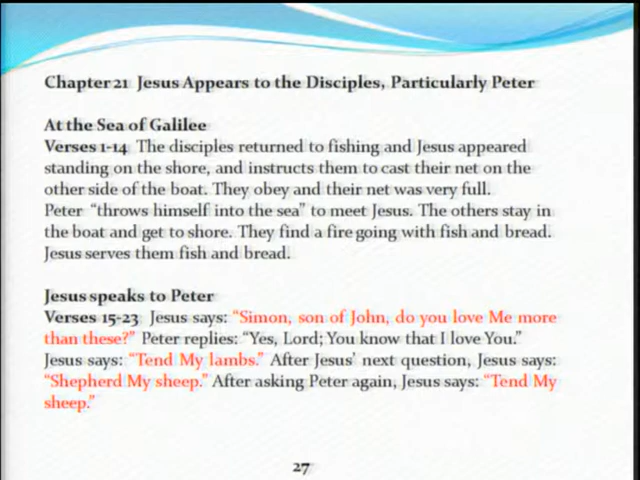 Chapter 21 Jesus Appears to the Disciples, Particularly Peter
At the Sea of Galilee
Verses 1-14 The disciples returned to fishing and Jesus appeared
standing on the shore, and instructs them to cast their net on the
other side of the boat. They obey and their net was very full.
Peter “throws himself into the sea” to meet Jesus. The others stay in
the boat and get to shore. They find a fire going with fish and bread.
Jesus serves them fish and bread.
Jesus speaks to Peter
Verses 15-23 Jesus says: “Simon, son of John, do you love Me more
than these?” Peter replies: “Yes, Lord; You know that I love You.”
Jesus says: “Tend My lambs.” After Jesus’ next question, Jesus says:
“Shepherd My sheep.” After asking Peter again, Jesus says: “Tend My
sheep.”
27